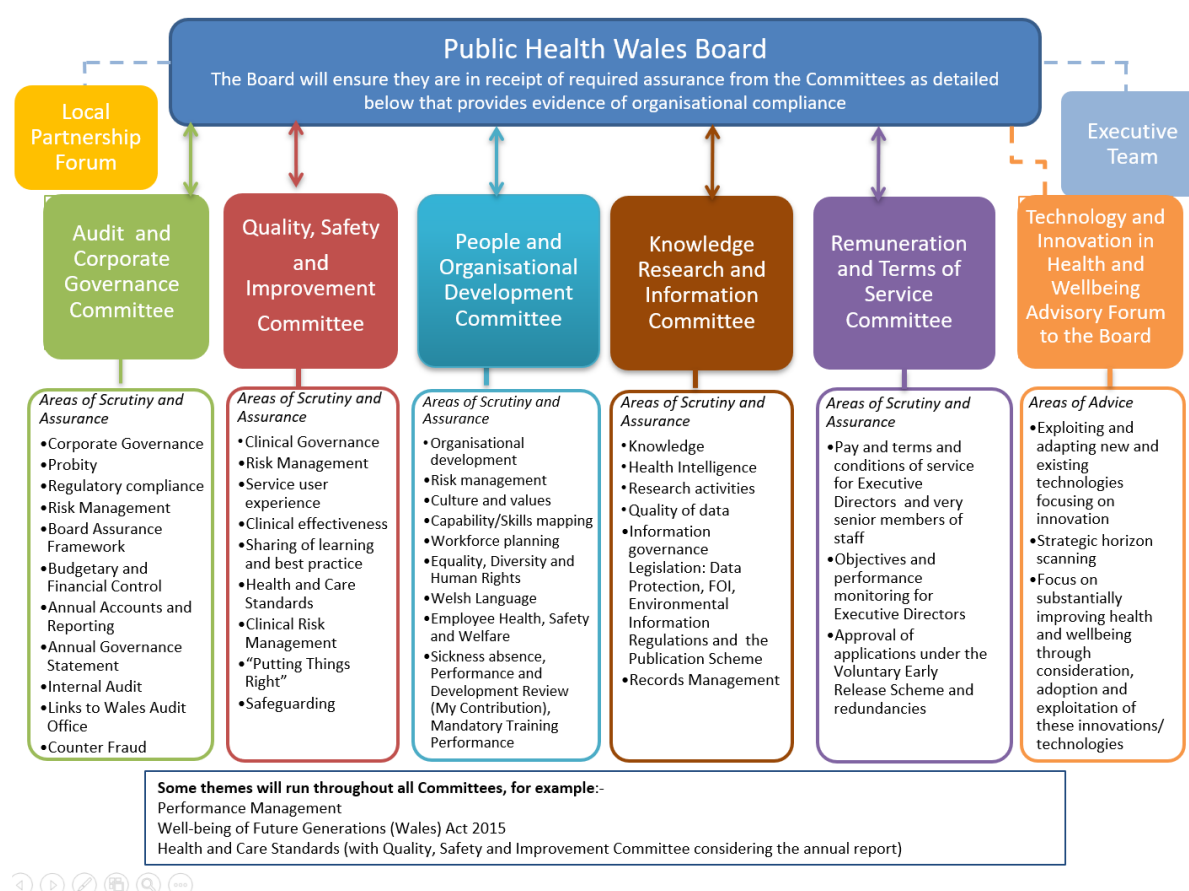 Public Health Wales Board
The Board will ensure they are in receipt of required assurance from the Committees as detailed
below that provides evidence of organisational compliance
Local
Partnership
Forum
Executive
Team
Audit and
Corporate
Governance
Committee
Quality, Safety
and
Improvement
Committee
People and
Organisational
Development
Committee
Knowledge
Research and
Information
Committee
Remuneration
and Terms of
Service
Committee
Technology and
Innovation in
Health and
Wellbeing
Advisory Forum
to the Board
Areas of Scrutiny and
Assurance
•Corporate Governance
•Probity
•Regulatory compliance
•Risk Management
•Board Assurance
Framework
•Budgetary and
Financial Control
•Annual Accounts and
Reporting
•Annual Governance
Statement
•Internal Audit
•Links to Wales Audit
Office
•Counter Fraud
Areas of Scrutiny and
Assurance
•Clinical Governance
•Risk Management
•Service user
experience
•Clinical effectiveness
•Sharing of learning
and best practice
•Health and Care
Standards
•Clinical Risk
Management
•“Putting Things
Right”
•Safeguarding
Areas of Scrutiny and
Assurance
•Organisational
development
•Risk management
•Culture and values
•Capability/Skills mapping
•Workforce planning
•Equality, Diversity and
Human Rights
•Welsh Language
•Employee Health, Safety
and Welfare
•Sickness absence,
Performance and
Development Review
(My Contribution),
Mandatory Training
Performance
Areas of Scrutiny and
Assurance
•Knowledge
•Health Intelligence
•Research activities
•Quality of data
•Information
governance
Legislation: Data
Protection, FOI,
Environmental
Information
Regulations and the
Publication Scheme
•Records Management
Areas of Scrutiny and
Assurance
•Pay and terms and
conditions of service
for Executive
Directors and very
senior members of
staff
•Objectives and
performance
monitoring for
Executive Directors
•Approval of
applications under the
Voluntary Early
Release Scheme and
redundancies
Areas of Advice
•Exploiting and
adapting new and
existing
technologies
focusing on
innovation
•Strategic horizon
scanning
•Focus on
substantially
improving health
and wellbeing
through
consideration,
adoption and
exploitation of
these innovations/
technologies
Some themes will run throughout all Committees, for example:-
Performance Management
Well-being of Future Generations (Wales) Act 2015
Health and Care Standards (with Quality, Safety and Improvement Committee considering the annual report)